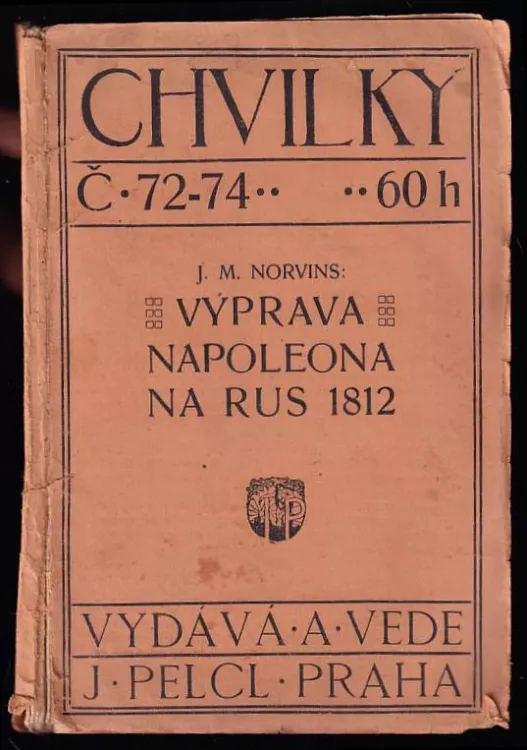 CHVILKY
Č·72-74·· ··60 h
J. M. NORVINS:
VÝPRAVA
NAPOLEONA
NA RUS 1812
VYDÁVÁ·A·VEDE
J·PELCL·PRAHA